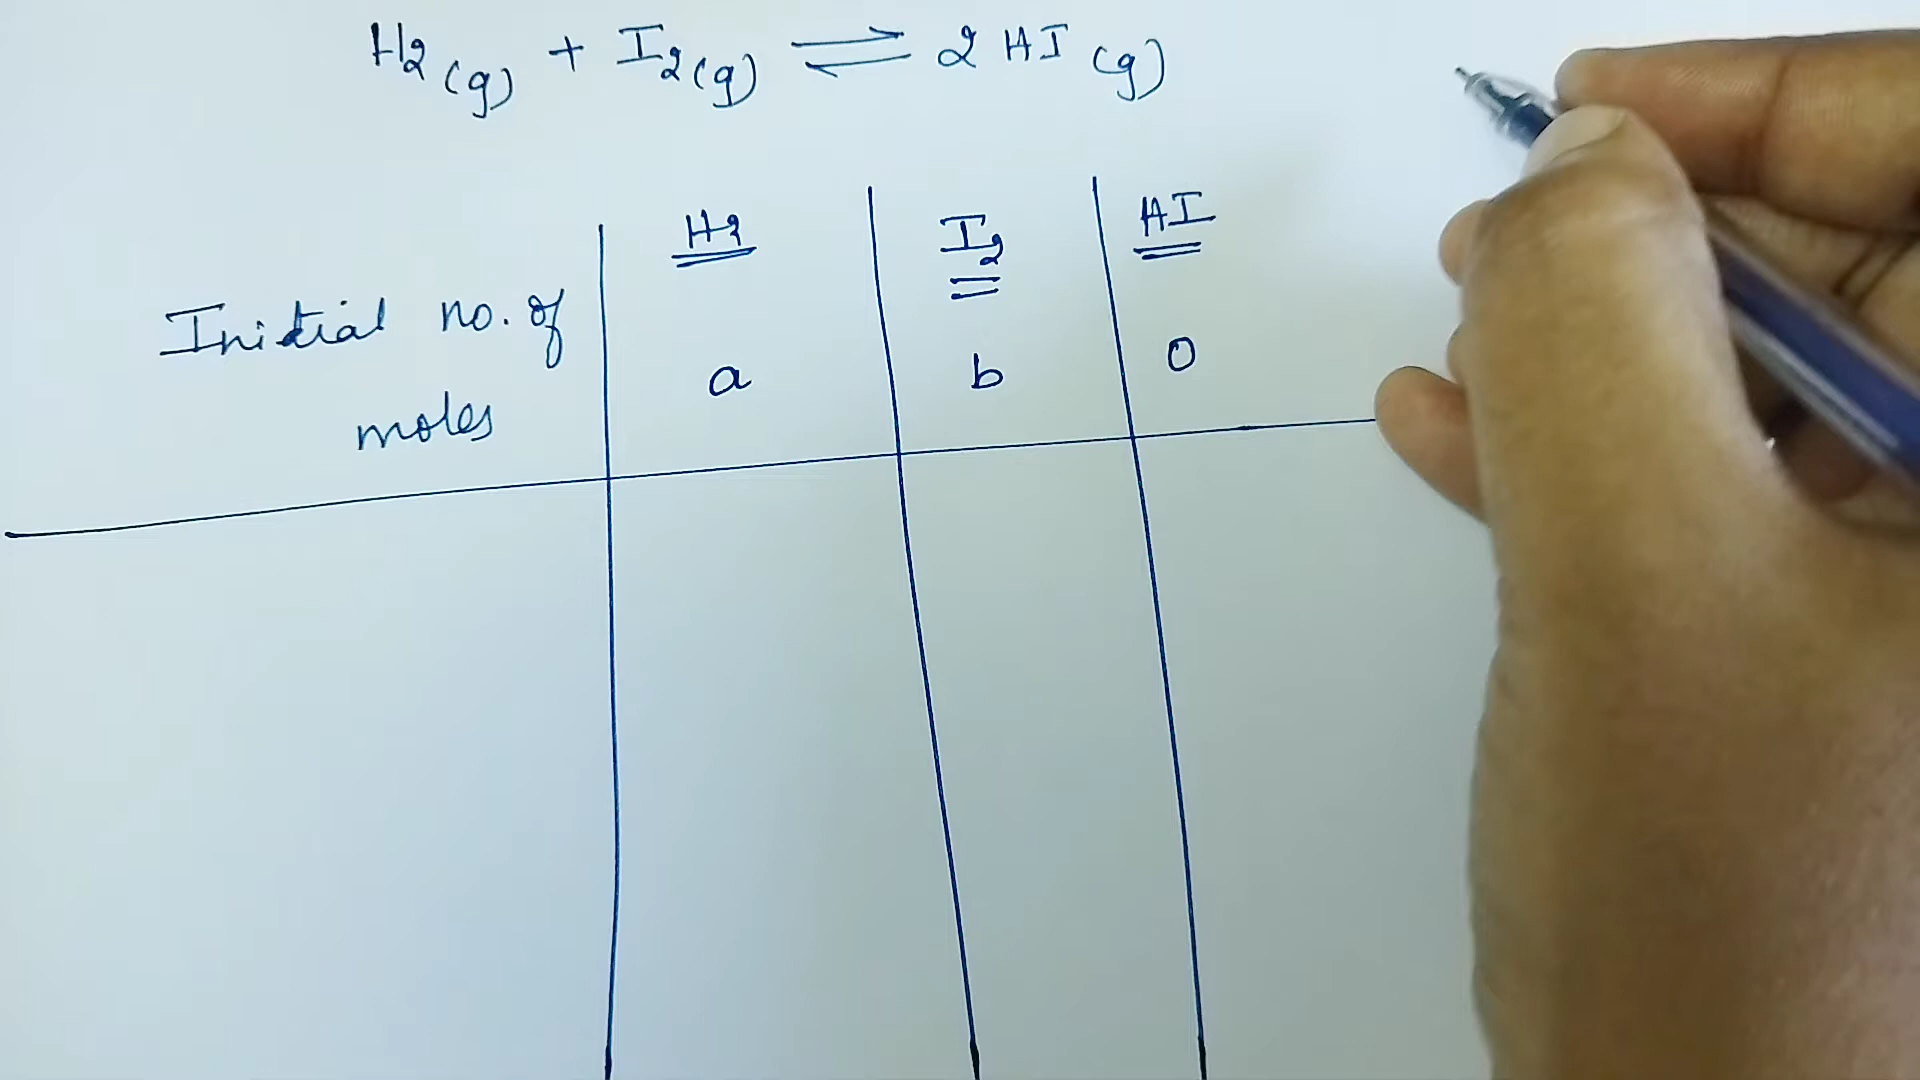 H2(g) + I2(g) ⇌ 2 HI(g)
H2 I2 HI
Initial no. of
a b 0
moles